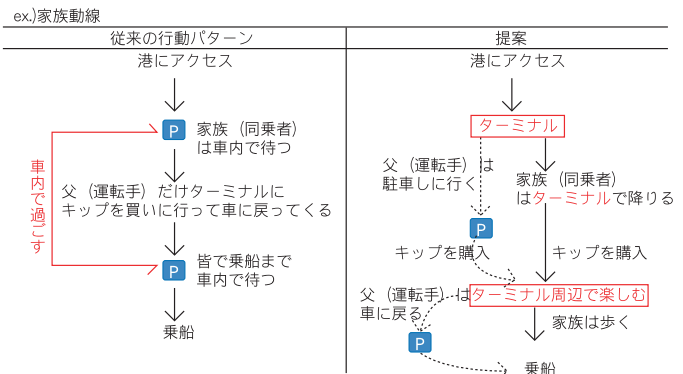 ex.)家族動線
従来の行動パターン
港にアクセス
P
家族（同乗者）
は車内で待つ
車内で過ごす
父（運転手）だけターミナルに
キップを買いに行って車に戻ってくる
P
皆で乗船まで
車内で待つ
乗船
提案
港にアクセス
ターミナル
父（運転手）は
駐車しに行く
家族（同乗者）
はターミナルで降りる
P
キップを購入
キップを購入
父（運転手）は
車に戻る
ターミナル周辺で楽しむ
家族は歩く
P
乗船